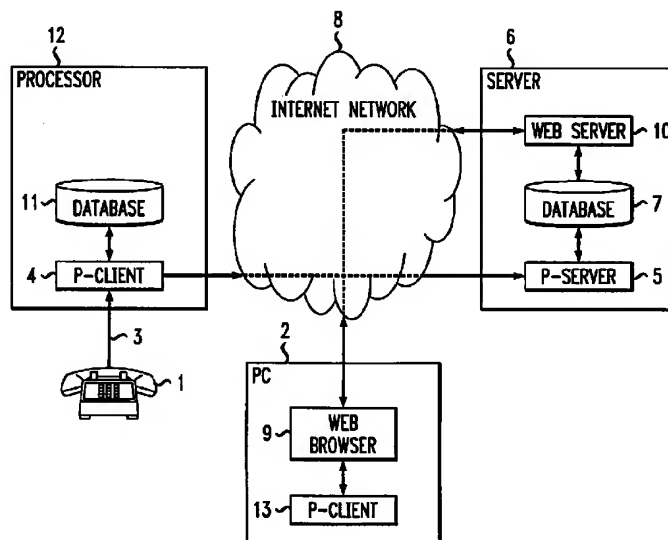 12
8
6
PROCESSOR
INTERNET NETWORK
SERVER
WEB SERVER
10
11
DATABASE
DATABASE
7
4
P-CLIENT
P-SERVER
5
3
2
1
PC
9
WEB
BROWSER
13
P-CLIENT